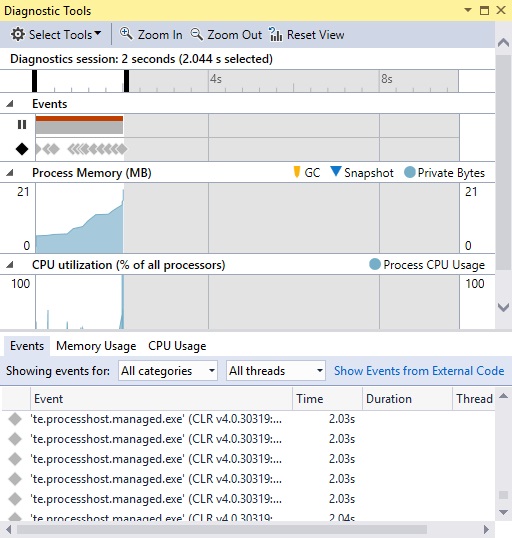 Diagnostic Tools
Select Tools Zoom In Zoom Out Reset View
Diagnostics session: 2 seconds (2.044 s selected)
4s 8s
Events
Process Memory (MB) GC Snapshot Private Bytes
21 21
0 0
CPU utilization (% of all processors) Process CPU Usage
100 100
Events Memory Usage CPU Usage
Showing events for: All categories All threads Show Events from External Code
Event Time Duration Thread
'te.processhost.managed.exe' (CLR v4.0.30319:... 2.03s
'te.processhost.managed.exe' (CLR v4.0.30319:... 2.03s
'te.processhost.managed.exe' (CLR v4.0.30319:... 2.03s
'te.processhost.managed.exe' (CLR v4.0.30319:... 2.03s
'te.processhost.managed.exe' (CLR v4.0.30319:... 2.03s
'te.processhost.managed.exe' (CLR v4.0.30319:... 2.04s